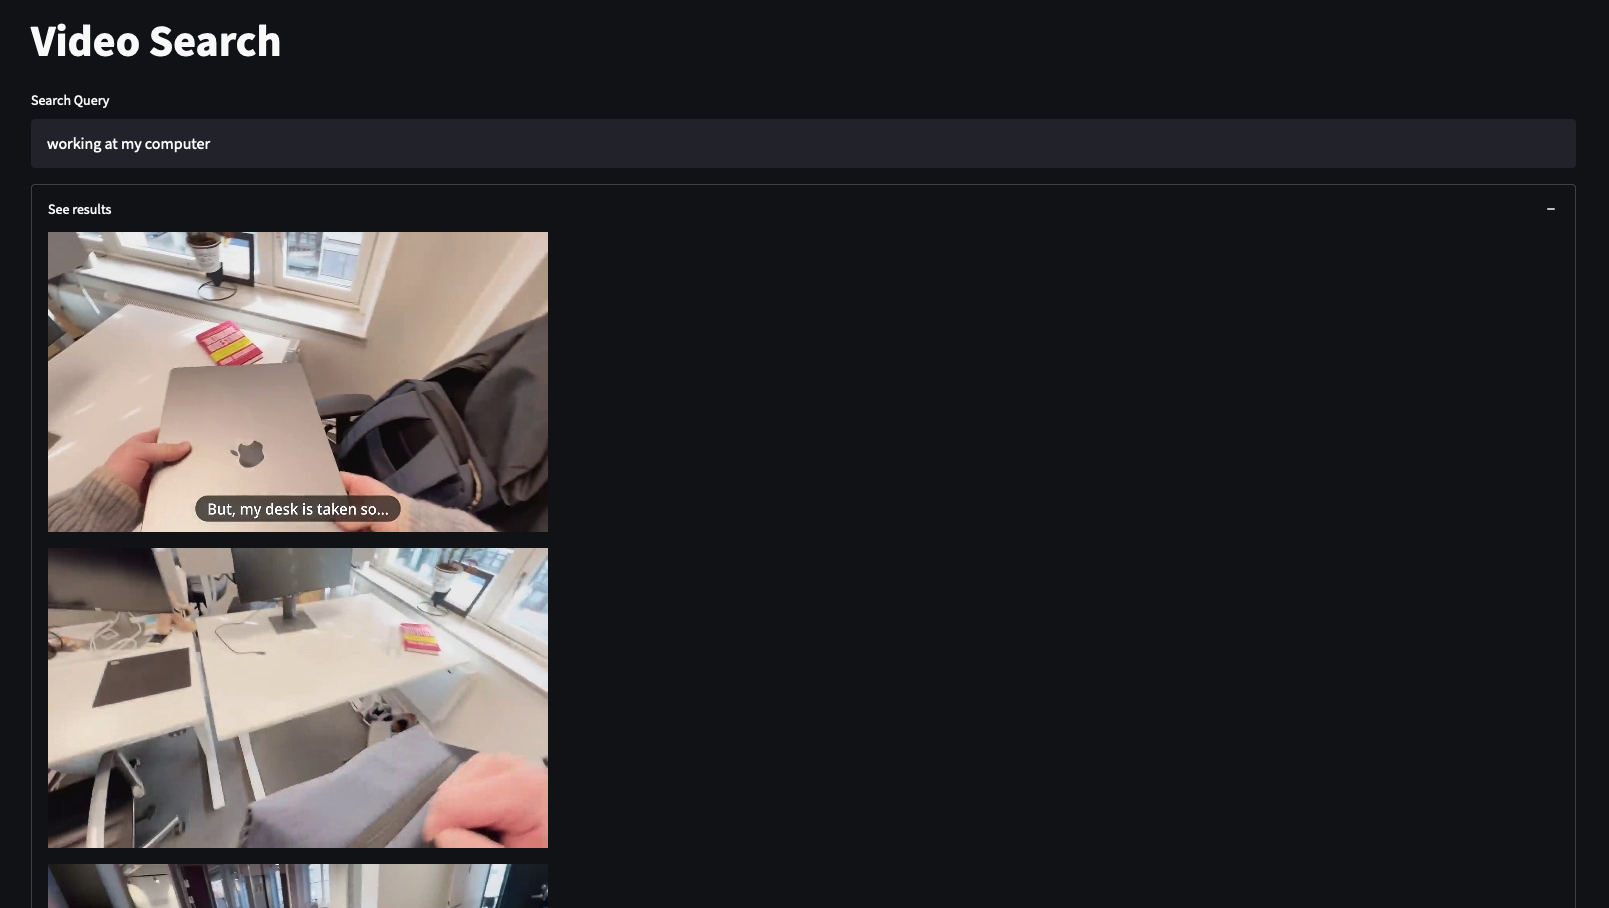 Video Search
Search Query
working at my computer
See results
But, my desk is taken so...